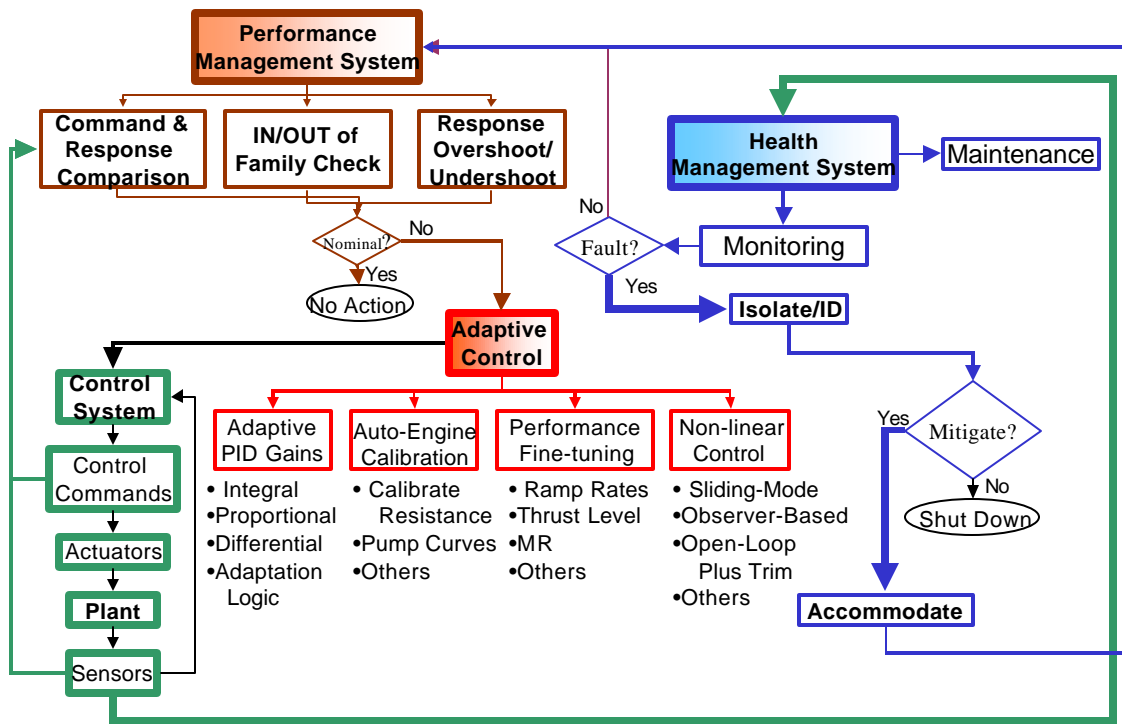 Performance
Management System
Command &
Response
Comparison
IN/OUT of
Family Check
Response
Overshoot/
Undershoot
Nominal?
No
Yes
No Action
Health
Management System
Maintenance
Monitoring
Fault?
No
Yes
Isolate/ID
Mitigate?
Yes
No
Shut Down
Accommodate
Adaptive
Control
Control
System
Control
Commands
Actuators
Plant
Sensors
Adaptive
PID Gains
• Integral
•Proportional
•Differential
•Adaptation
Logic
Auto-Engine
Calibration
• Calibrate
Resistance
•Pump Curves
•Others
Performance
Fine-tuning
• Ramp Rates
•Thrust Level
•MR
•Others
Non-linear
Control
• Sliding-Mode
•Observer-Based
•Open-Loop
Plus Trim
•Others